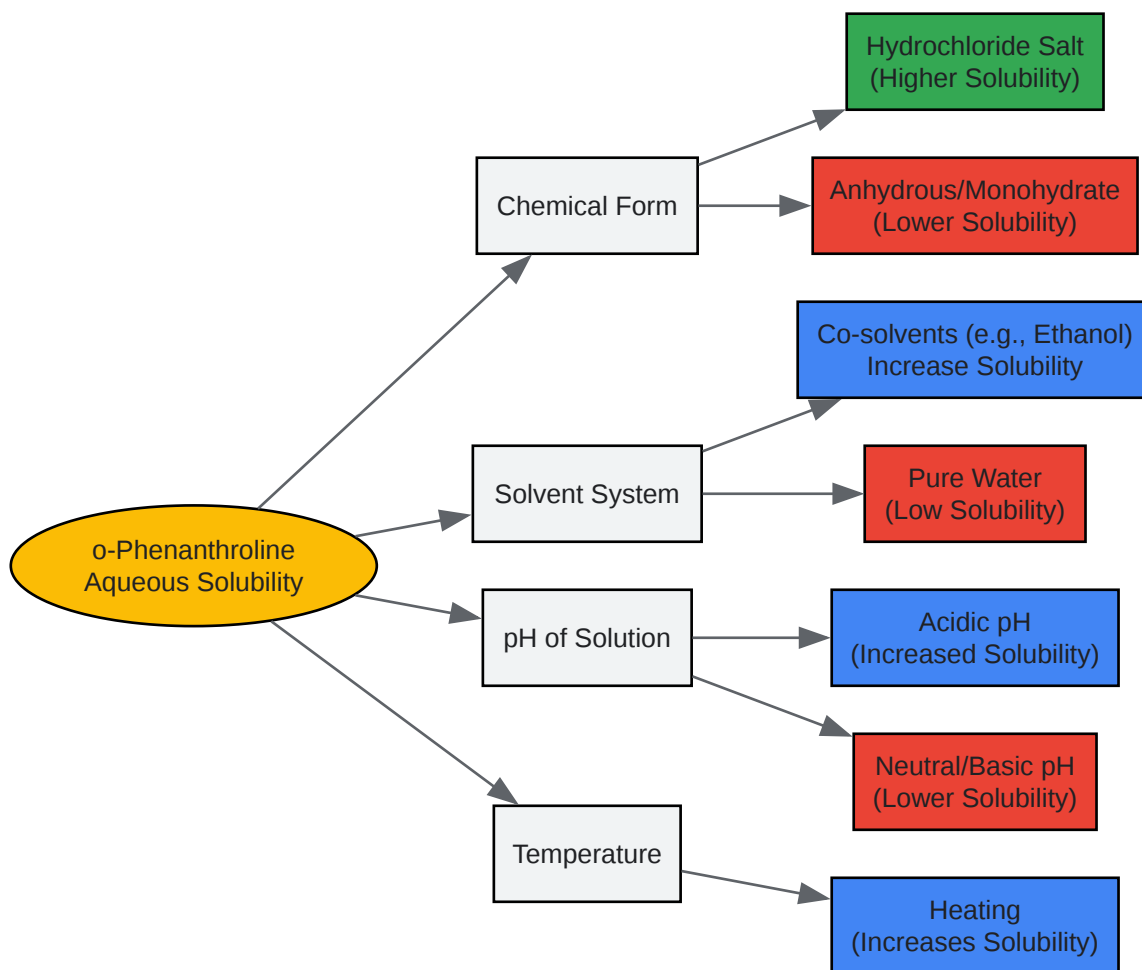 o-Phenanthroline
Aqueous Solubility
Chemical Form
Hydrochloride Salt
(Higher Solubility)
Anhydrous/Monohydrate
(Lower Solubility)
Solvent System
Co-solvents (e.g., Ethanol)
Increase Solubility
Pure Water
(Low Solubility)
pH of Solution
Acidic pH
(Increased Solubility)
Neutral/Basic pH
(Lower Solubility)
Temperature
Heating
(Increases Solubility)